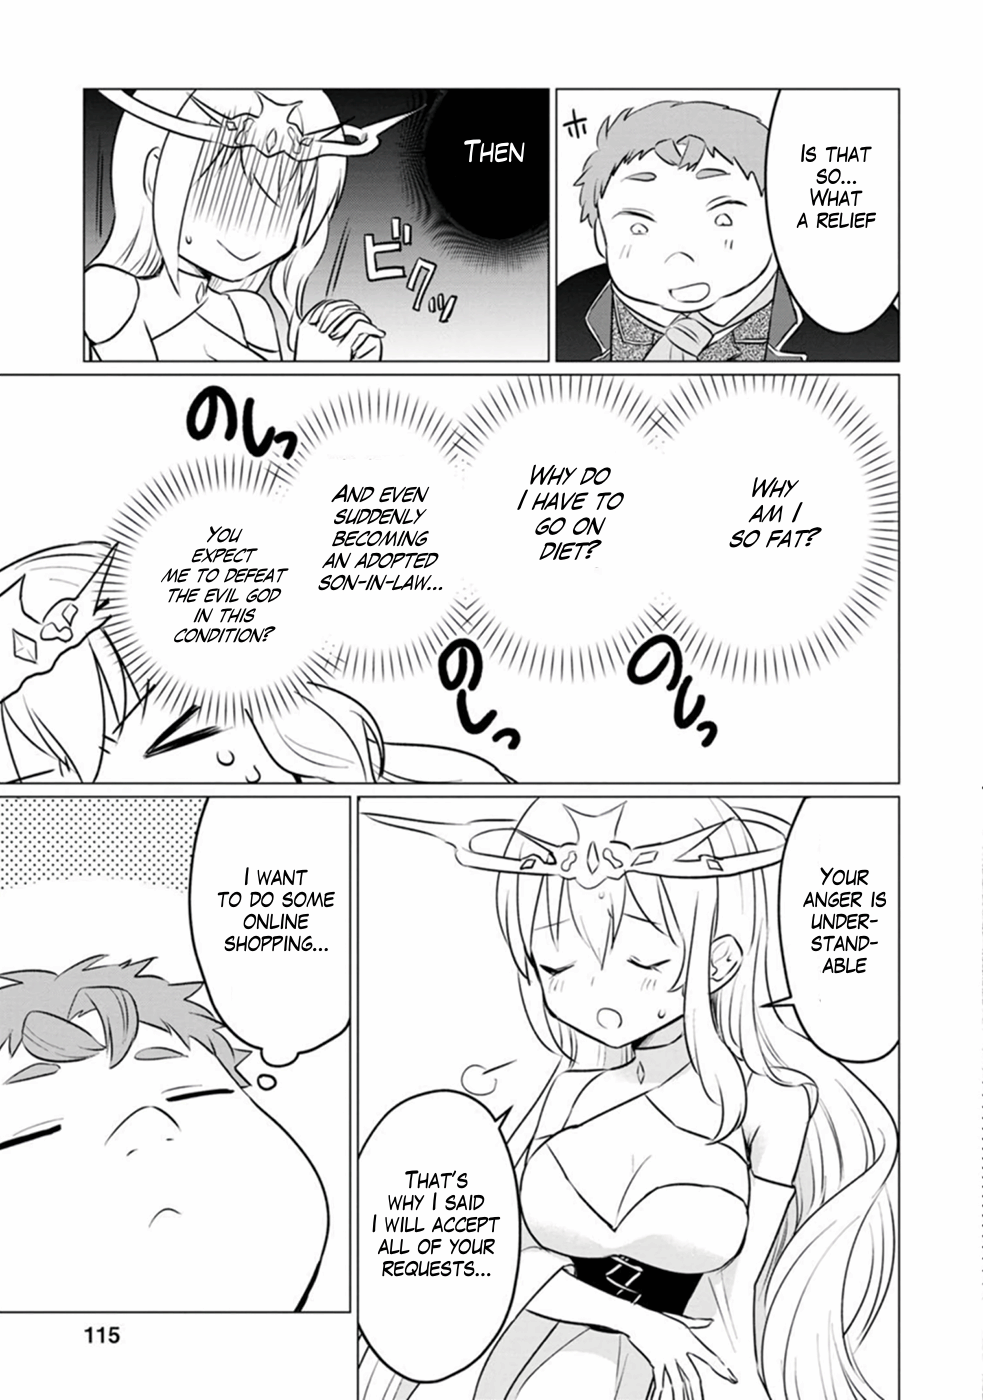 IS THAT
SO...
WHAT
A RELIEF
THEN
ビクッ
WHY
AM I
SO FAT?
WHY DO
I HAVE TO
GO ON
DIET?
AND EVEN
SUDDENLY
BECOMING
AN ADOPTED
SON-IN-LAW...
YOU
EXPECT
ME TO DEFEAT
THE EVIL GOD
IN THIS
CONDITION?
のしっ
のしっ
のしっ
YOUR
ANGER IS
UNDER-
STAND-
ABLE
THAT'S
WHY I SAID
I WILL ACCEPT
ALL OF YOUR
REQUESTS...
I WANT
TO DO SOME
ONLINE
SHOPPING...
115